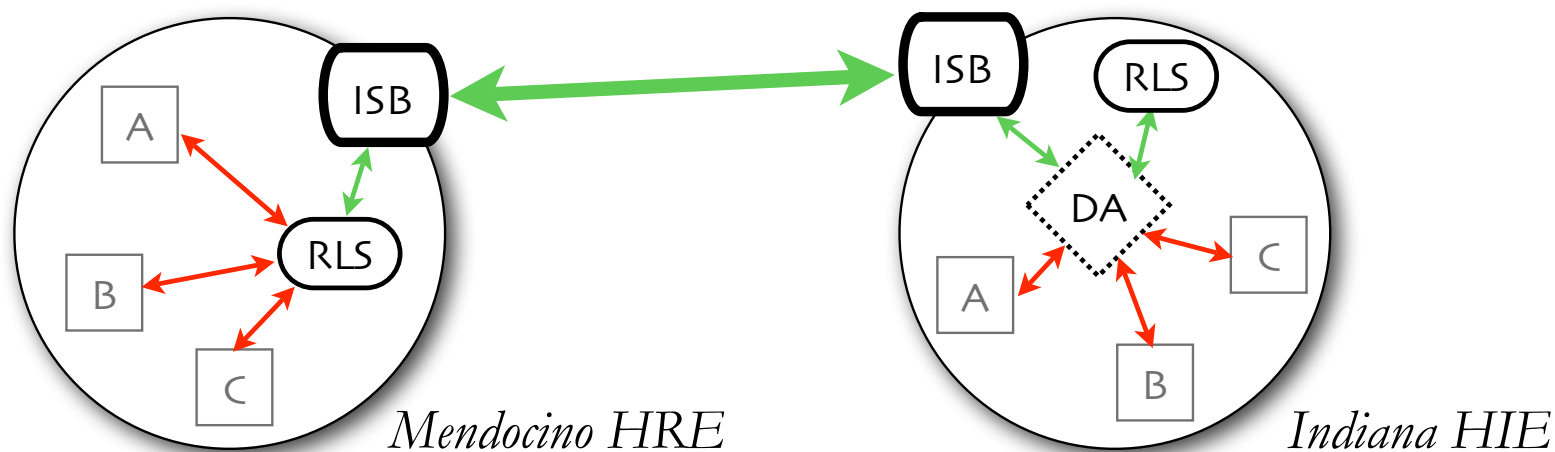 ISB
A
RLS
B
C
Mendocino HRE
ISB
RLS
DA
C
A
B
Indiana HIE